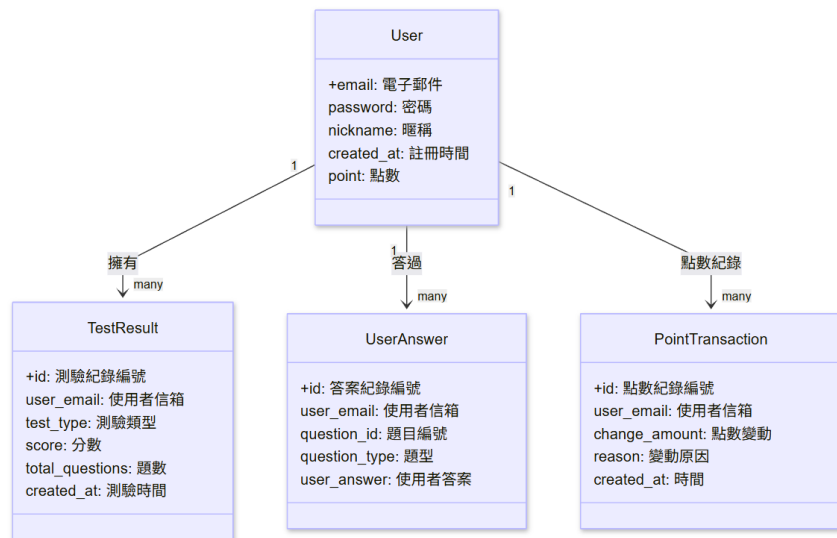 User
+email: 電子郵件
password: 密碼
nickname: 暱稱
created_at: 註冊時間
point: 點數
1
1
1
擁有
答過
點數紀錄
many
many
many
TestResult
+id: 測驗紀錄編號
user_email: 使用者信箱
test_type: 測驗類型
score: 分數
total_questions: 題數
created_at: 測驗時間
UserAnswer
+id: 答案紀錄編號
user_email: 使用者信箱
question_id: 題目編號
question_type: 題型
user_answer: 使用者答案
PointTransaction
+id: 點數紀錄編號
user_email: 使用者信箱
change_amount: 點數變動
reason: 變動原因
created_at: 時間